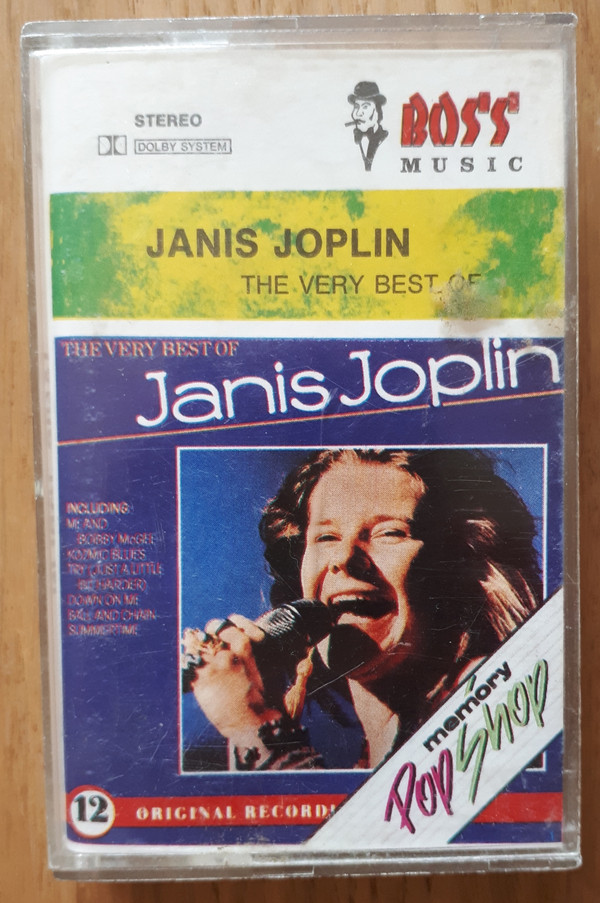 STEREO
DOLBY SYSTEM
BOSS
MUSIC
JANIS JOPLIN
THE VERY BEST OF
THE VERY BEST OF
Janis Joplin
INCLUDING
ME AND
BOBBY McGEE
KOZMIC BLUES
TRY (JUST A LITTLE
BIT HARDER)
DOWN ON ME
BALL AND CHAIN
SUMMERTIME
memory
Pop Shop
12 ORIGINAL RECORDI